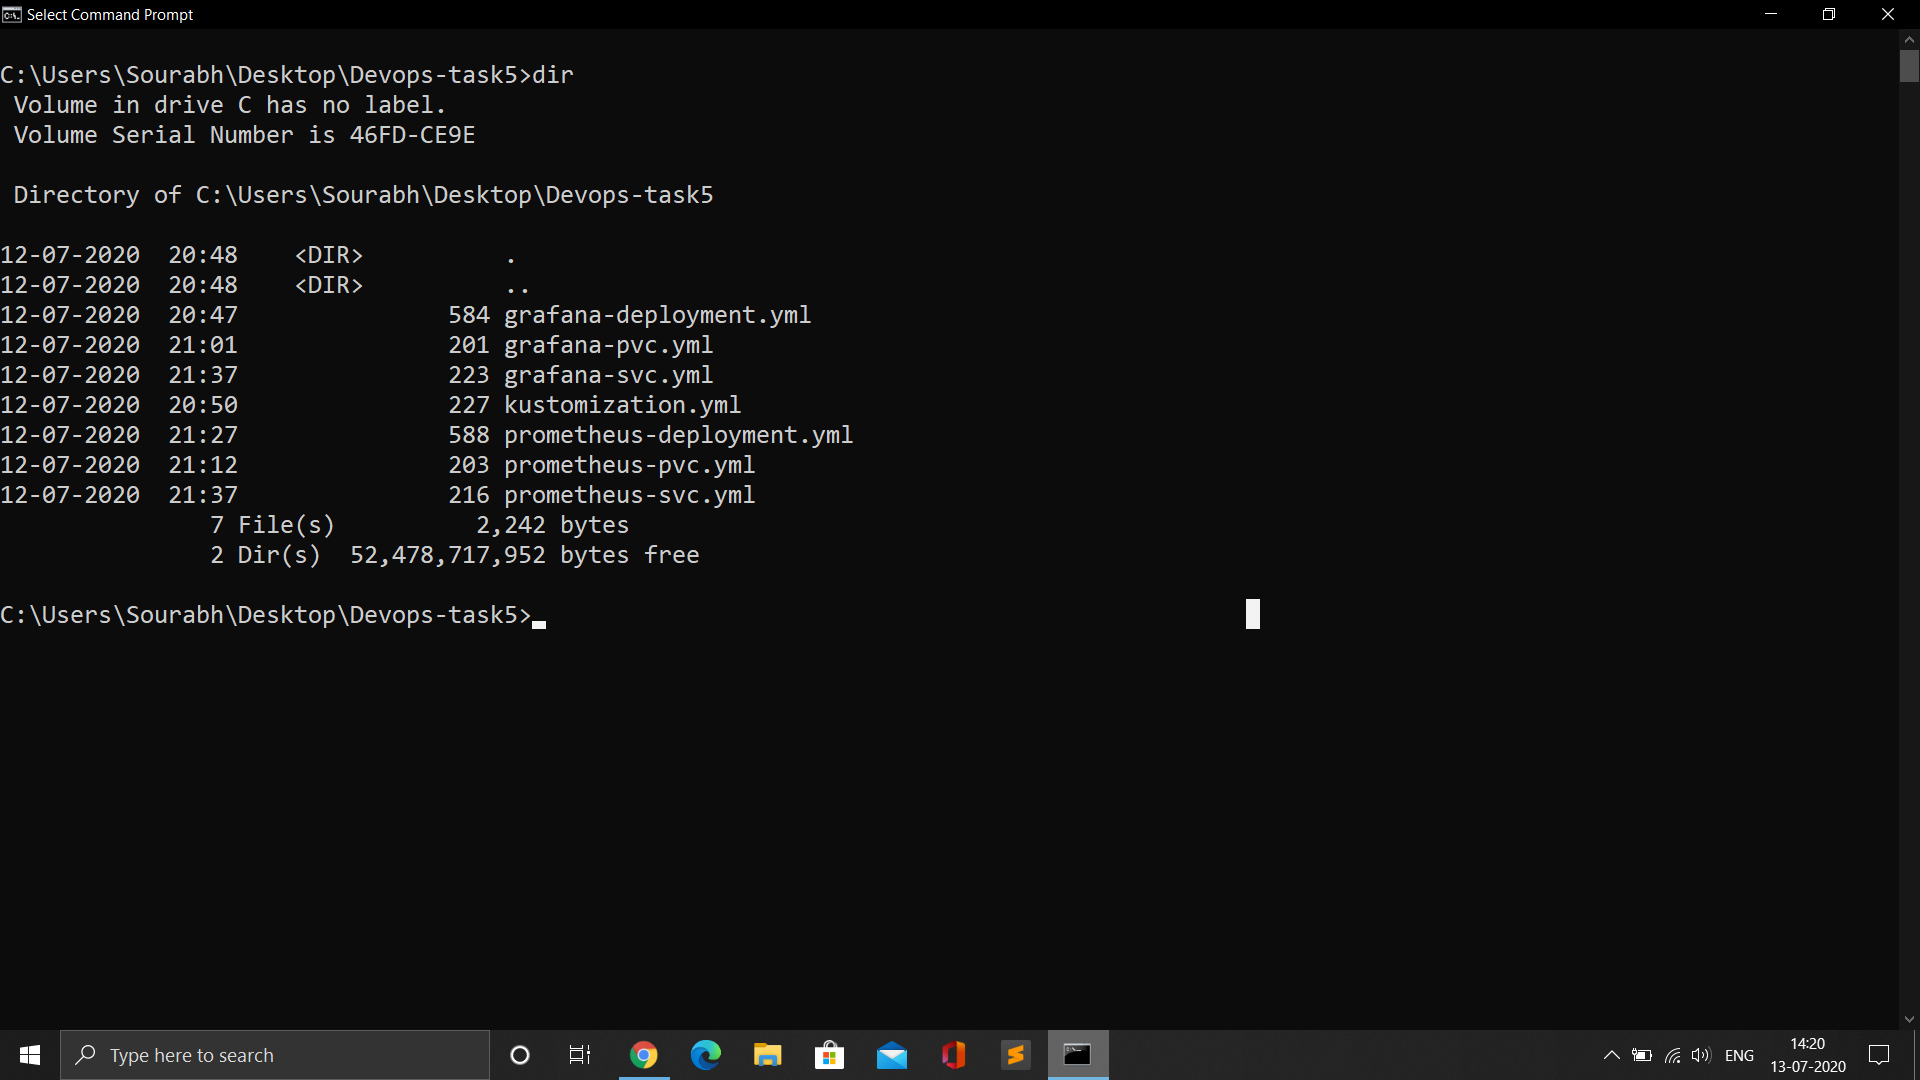 Select Command Prompt
C:\Users\Sourabh\Desktop\Devops-task5>dir
Volume in drive C has no label.
Volume Serial Number is 46FD-CE9E
Directory of C:\Users\Sourabh\Desktop\Devops-task5
12-07-2020  20:48    <DIR>          .
12-07-2020  20:48    <DIR>          ..
12-07-2020  20:47               584 grafana-deployment.yml
12-07-2020  21:01               201 grafana-pvc.yml
12-07-2020  21:37               223 grafana-svc.yml
12-07-2020  20:50               227 kustomization.yml
12-07-2020  21:27               588 prometheus-deployment.yml
12-07-2020  21:12               203 prometheus-pvc.yml
12-07-2020  21:37               216 prometheus-svc.yml
7 File(s)          2,242 bytes
2 Dir(s)  52,478,717,952 bytes free
C:\Users\Sourabh\Desktop\Devops-task5>
Type here to search
ENG
14:20
13-07-2020